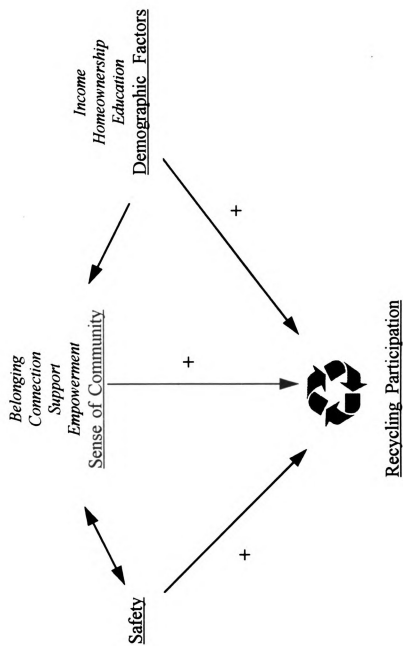 Belonging
Connection
Support
Empowerment
Sense of Community
Income
Homeownership
Education
Demographic Factors
Safety
+
+
+
Recycling Participation